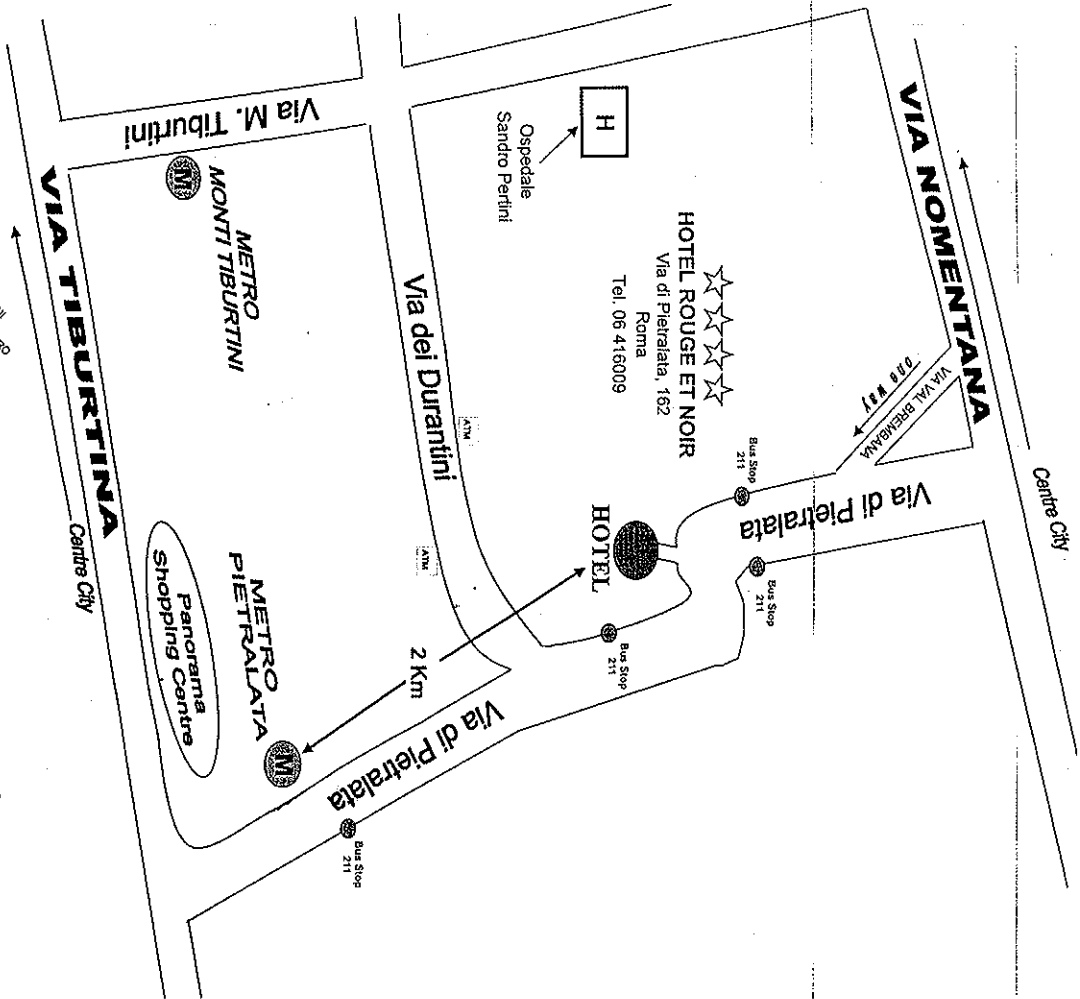 VIA NOMENTANA
Centre City
one way
VIA VAL BREMBANA
Via di Pietralata
Bus Stop
211
Bus Stop
211
HOTEL ROUGE ET NOIR
Via di Pietralata, 162
Roma
Tel. 06 416009
H
Ospedale
Sandro Pertini
HOTEL
Bus Stop
211
ATM
ATM
Via dei Durantini
2 Km
Via di Pietralata
Bus Stop
211
Via M. Tiburtini
M
METRO
MONTI TIBURTINI
METRO
PIETRALATA
M
Panorama
Shopping Centre
VIA TIBURTINA
Centre City